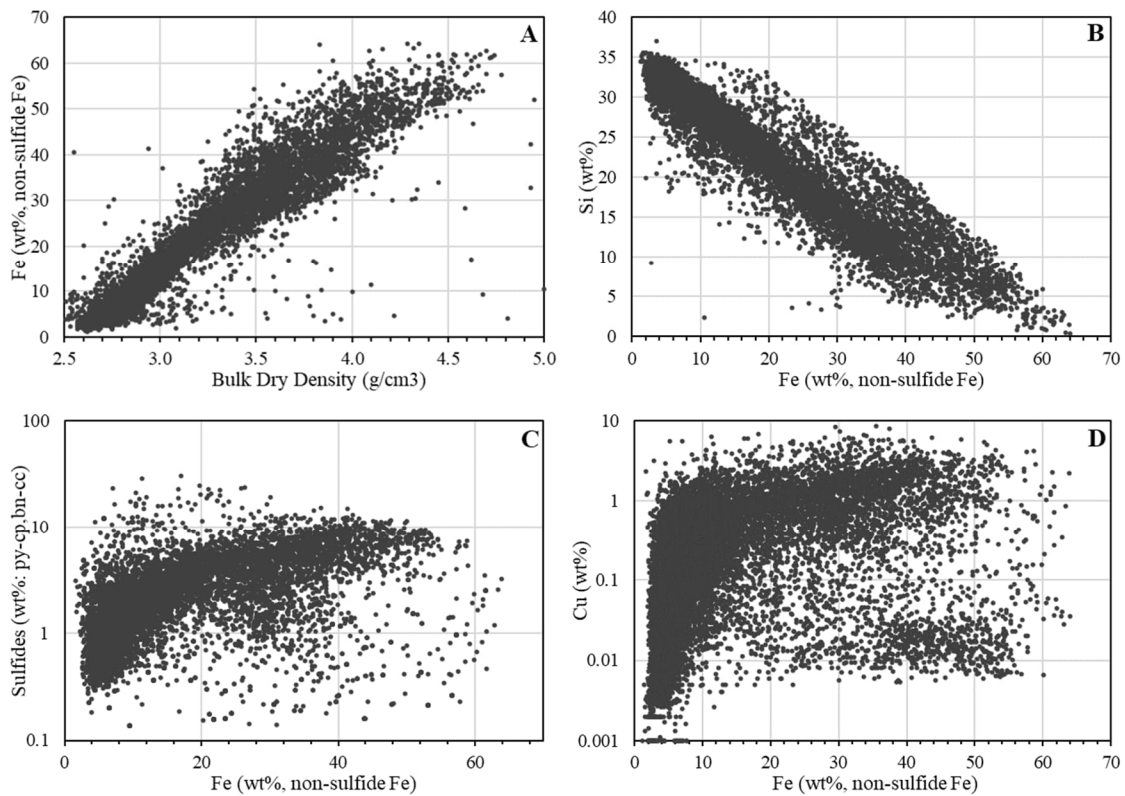 A
70
60
50
40
30
20
10
0
Fe (wt%, non-sulfide Fe)
2.5 3.0 3.5 4.0 4.5 5.0
Bulk Dry Density (g/cm3)
B
40
35
30
25
20
15
10
5
0
Si (wt%)
0 10 20 30 40 50 60 70
Fe (wt%, non-sulfide Fe)
C
100
10
1
0.1
Sulfides (wt%: py-cp.bn-cc)
0 20 40 60
Fe (wt%, non-sulfide Fe)
D
10
1
0.1
0.01
0.001
Cu (wt%)
0 10 20 30 40 50 60 70
Fe (wt%, non-sulfide Fe)